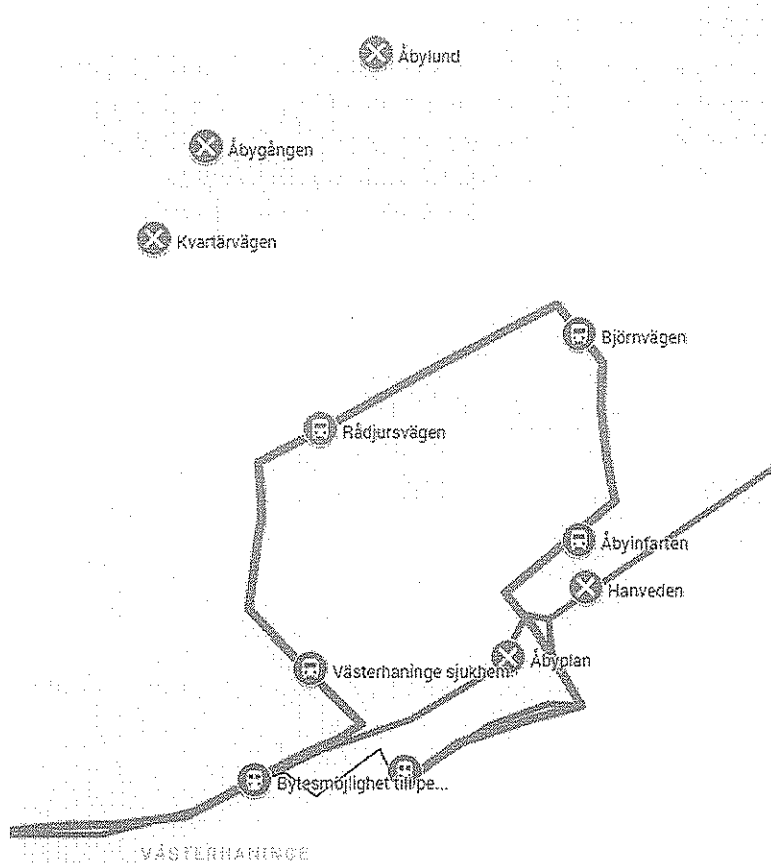 Åbylund
Åbygången
Kvartärvägen
Björnvägen
Rådjursvägen
Åbyinfarten
Hanveden
Åbyplan
Västerhaninge sjukhem
Bytesmöjlighet till/pe...
VÄSTERHANINGE